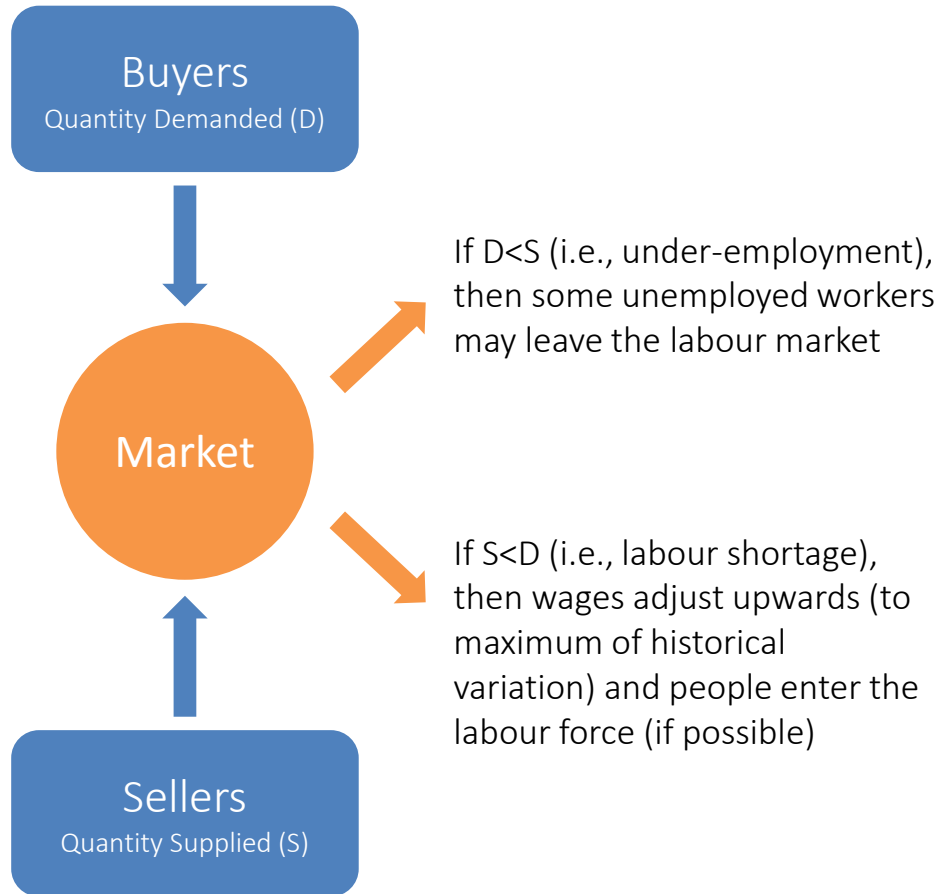 Buyers
Quantity Demanded (D)
If D<S (i.e., under-employment),
then some unemployed workers
may leave the labour market
Market
If S<D (i.e., labour shortage),
then wages adjust upwards (to
maximum of historical
variation) and people enter the
labour force (if possible)
Sellers
Quantity Supplied (S)